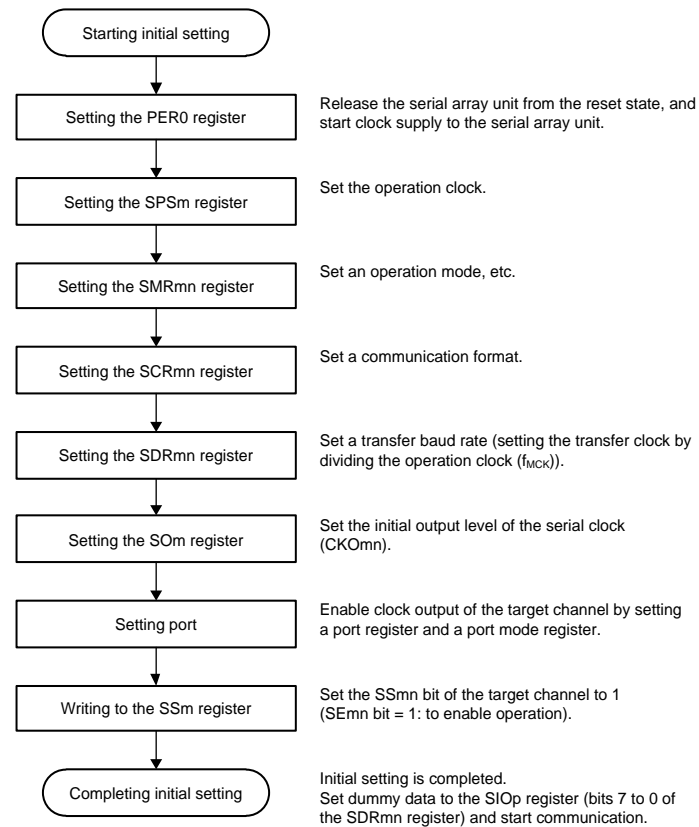 Starting initial setting
Setting the PER0 register
Release the serial array unit from the reset state, and
start clock supply to the serial array unit.
Setting the SPSm register
Set the operation clock.
Setting the SMRmn register
Set an operation mode, etc.
Setting the SCRmn register
Set a communication format.
Setting the SDRmn register
Set a transfer baud rate (setting the transfer clock by
dividing the operation clock (fMCK)).
Setting the SOm register
Set the initial output level of the serial clock
(CKOmn).
Setting port
Enable clock output of the target channel by setting
a port register and a port mode register.
Writing to the SSm register
Set the SSmn bit of the target channel to 1
(SEmn bit = 1: to enable operation).
Completing initial setting
Initial setting is completed.
Set dummy data to the SIOp register (bits 7 to 0 of
the SDRmn register) and start communication.